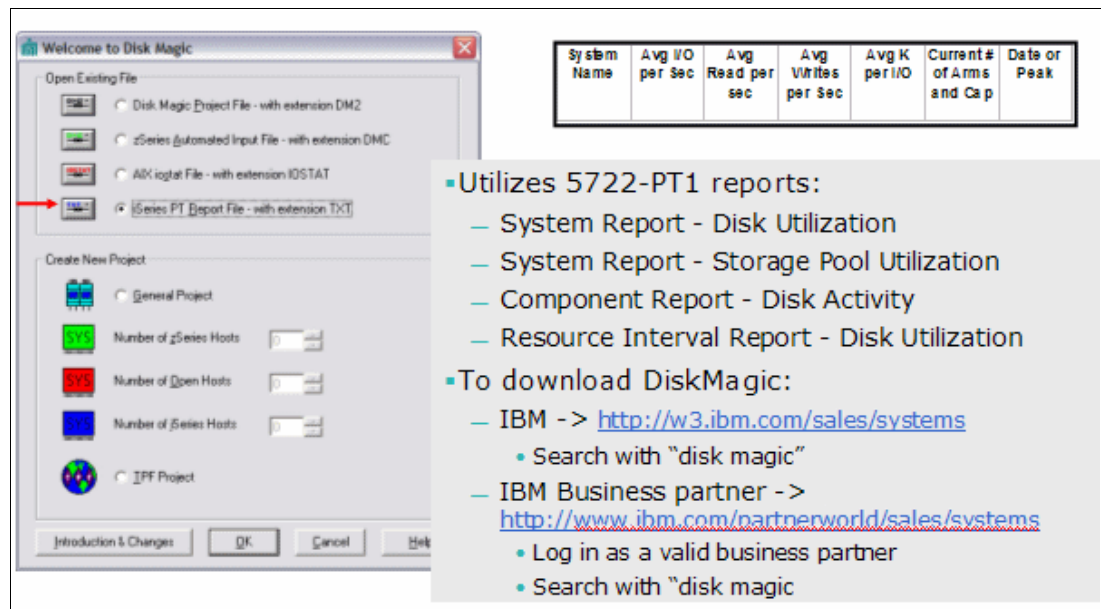 Welcome to Disk Magic
Open Existing File
Disk Magic Project File - with extension DM2
zSeries Automated Input File - with extension DMC
AIX iostat File - with extension IOSTAT
iSeries PT Report File - with extension TXT
Create New Project
General Project
SYS
Number of zSeries Hosts
0
SYS
Number of Open Hosts
0
SYS
Number of iSeries Hosts
0
TPF Project
Introduction & Changes
OK
Cancel
Help
System Name
Avg I/O per Sec
Avg Read per sec
Avg Writes per Sec
Avg K per I/O
Current # of Arms and Cap
Date or Peak
▪Utilizes 5722-PT1 reports:
— System Report - Disk Utilization
— System Report - Storage Pool Utilization
— Component Report - Disk Activity
— Resource Interval Report - Disk Utilization
▪To download DiskMagic:
— IBM -> http://w3.ibm.com/sales/systems
• Search with “disk magic”
— IBM Business partner ->
http://www.ibm.com/partnerworld/sales/systems
• Log in as a valid business partner
• Search with “disk magic